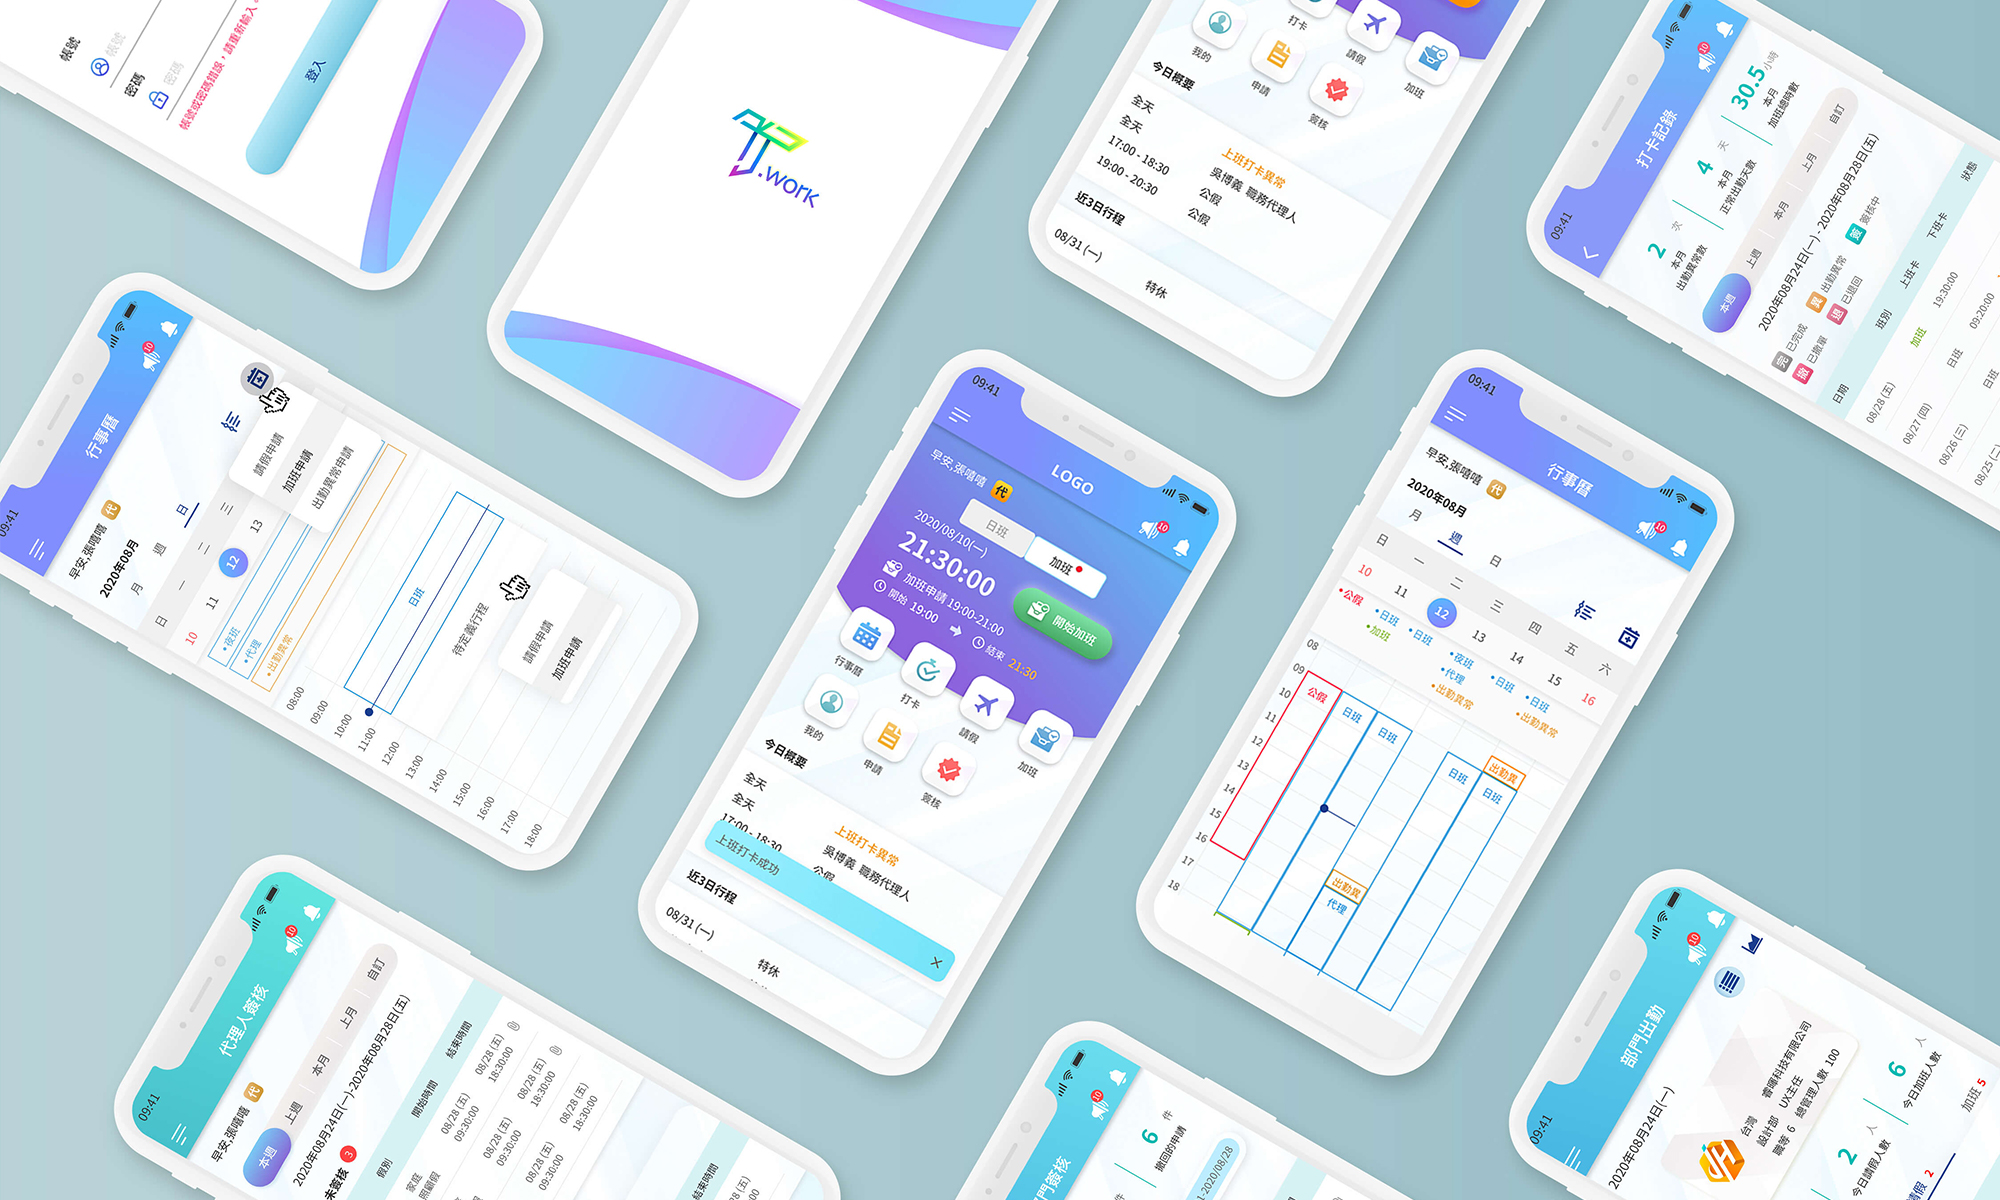 帳號
帳號
密碼
密碼
帳號或密碼錯誤，請重新輸入。
登入
.work
打卡
請假
加班
我的
申請
簽核
今日概要
全天
上班打卡異常
全天
吳博義 職務代理人
17:00 - 18:30
公假
19:00 - 20:30
公假
近3日行程
08/31 (一)
特休
09:41
10
打卡記錄
2 次
本月
出勤異常數
4 天
本月
正常出勤天數
30.5 小時
本月
加班總時數
本週
上週
本月
上月
自訂
2020年08月24日(一) - 2020年08月28日(五)
完 已完成
異 出勤異常
簽 簽核中
撤 已撤單
退 已退回
日期
班別
上班卡
下班卡
狀態
08/28 (五)
加班
19:30:00
08/27 (四)
日班
09:20:00
08/26 (三)
日班
08/25 (二)
09:41
行事曆
10
早安,張嘻嘻 代
2020年08月
月
週
日
請假申請
加班申請
出勤異常申請
日
一
二
三
10
11
12
13
•夜班
•代理
•出勤異常
日班
待定義行程
請假申請
加班申請
08:00
09:00
10:00
11:00
12:00
13:00
14:00
15:00
16:00
17:00
18:00
09:41
LOGO
10
早安,張嘻嘻 代
日班
加班
2020/08/10(一)
21:30:00
加班申請 19:00-21:00
開始 19:00
結束 21:30
開始加班
行事曆
打卡
請假
加班
我的
申請
簽核
今日概要
全天
上班打卡異常
全天
吳博義 職務代理人
17:00 - 18:30
公假
上班打卡成功
近3日行程
08/31 (一)
特休
09:41
行事曆
10
早安,張嘻嘻 代
2020年08月
月
週
日
日
一
二
三
四
五
六
10
11
12
13
14
15
16
•公假
•日班
•加班
•日班
•夜班
•代理
•出勤異常
•日班
•日班
•出勤異常
08
09
10
11
12
13
14
15
16
17
18
公假
日班
日班
出勤異
代理
日班
出勤異
日班
09:41
代理人簽核
10
早安,張嘻嘻 代
本週
上週
本月
上月
自訂
2020年08月24日(一)-2020年08月28日(五)
未簽核 3
假別
開始時間
結束時間
家庭
照顧假
08/28 (五)
09:30:00
08/28 (五)
18:30:00
08/28 (五)
09:30:00
08/28 (五)
18:30:00
08/28 (五)
09:30:00
08/28 (五)
18:30:00
結束時間
10
門簽核
件
6 件
撤回的申請
1-2020/08/28
09:41
部門出勤
10
2020年08月24日(一)
台灣
睿暉科技有限公司
設計部
UX主任
職等 6
總管理人數 100
2 人
今日請假人數
6 人
今日加班人數
2
加班 5